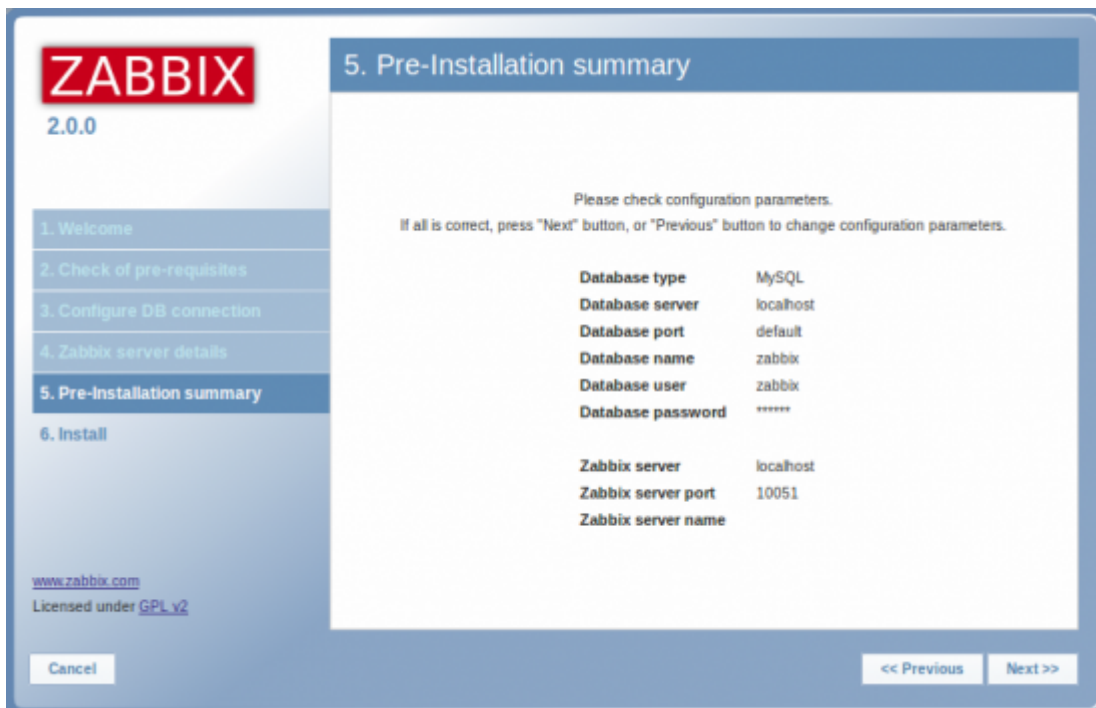 ZABBIX
2.0.0
1. Welcome
2. Check of pre-requisites
3. Configure DB connection
4. Zabbix server details
5. Pre-Installation summary
6. Install
www.zabbix.com
Licensed under GPL v2
5. Pre-Installation summary
Please check configuration parameters.
If all is correct, press "Next" button, or "Previous" button to change configuration parameters.
Database type MySQL
Database server localhost
Database port default
Database name zabbix
Database user zabbix
Database password ******
Zabbix server localhost
Zabbix server port 10051
Zabbix server name
Cancel
<< Previous
Next >>